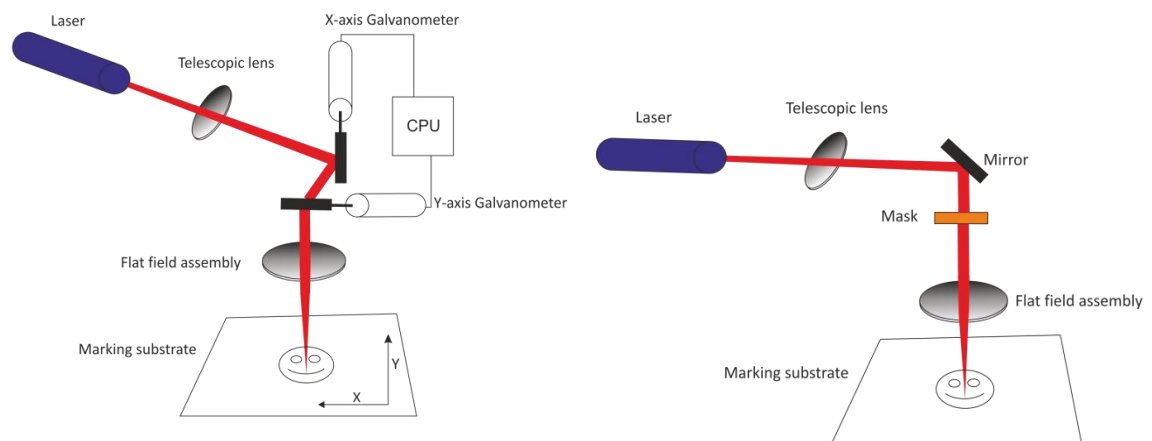 Laser
X-axis Galvanometer
Telescopic lens
CPU
Y-axis Galvanometer
Flat field assembly
Marking substrate
Y
X
Laser
Telescopic lens
Mirror
Mask
Flat field assembly
Marking substrate